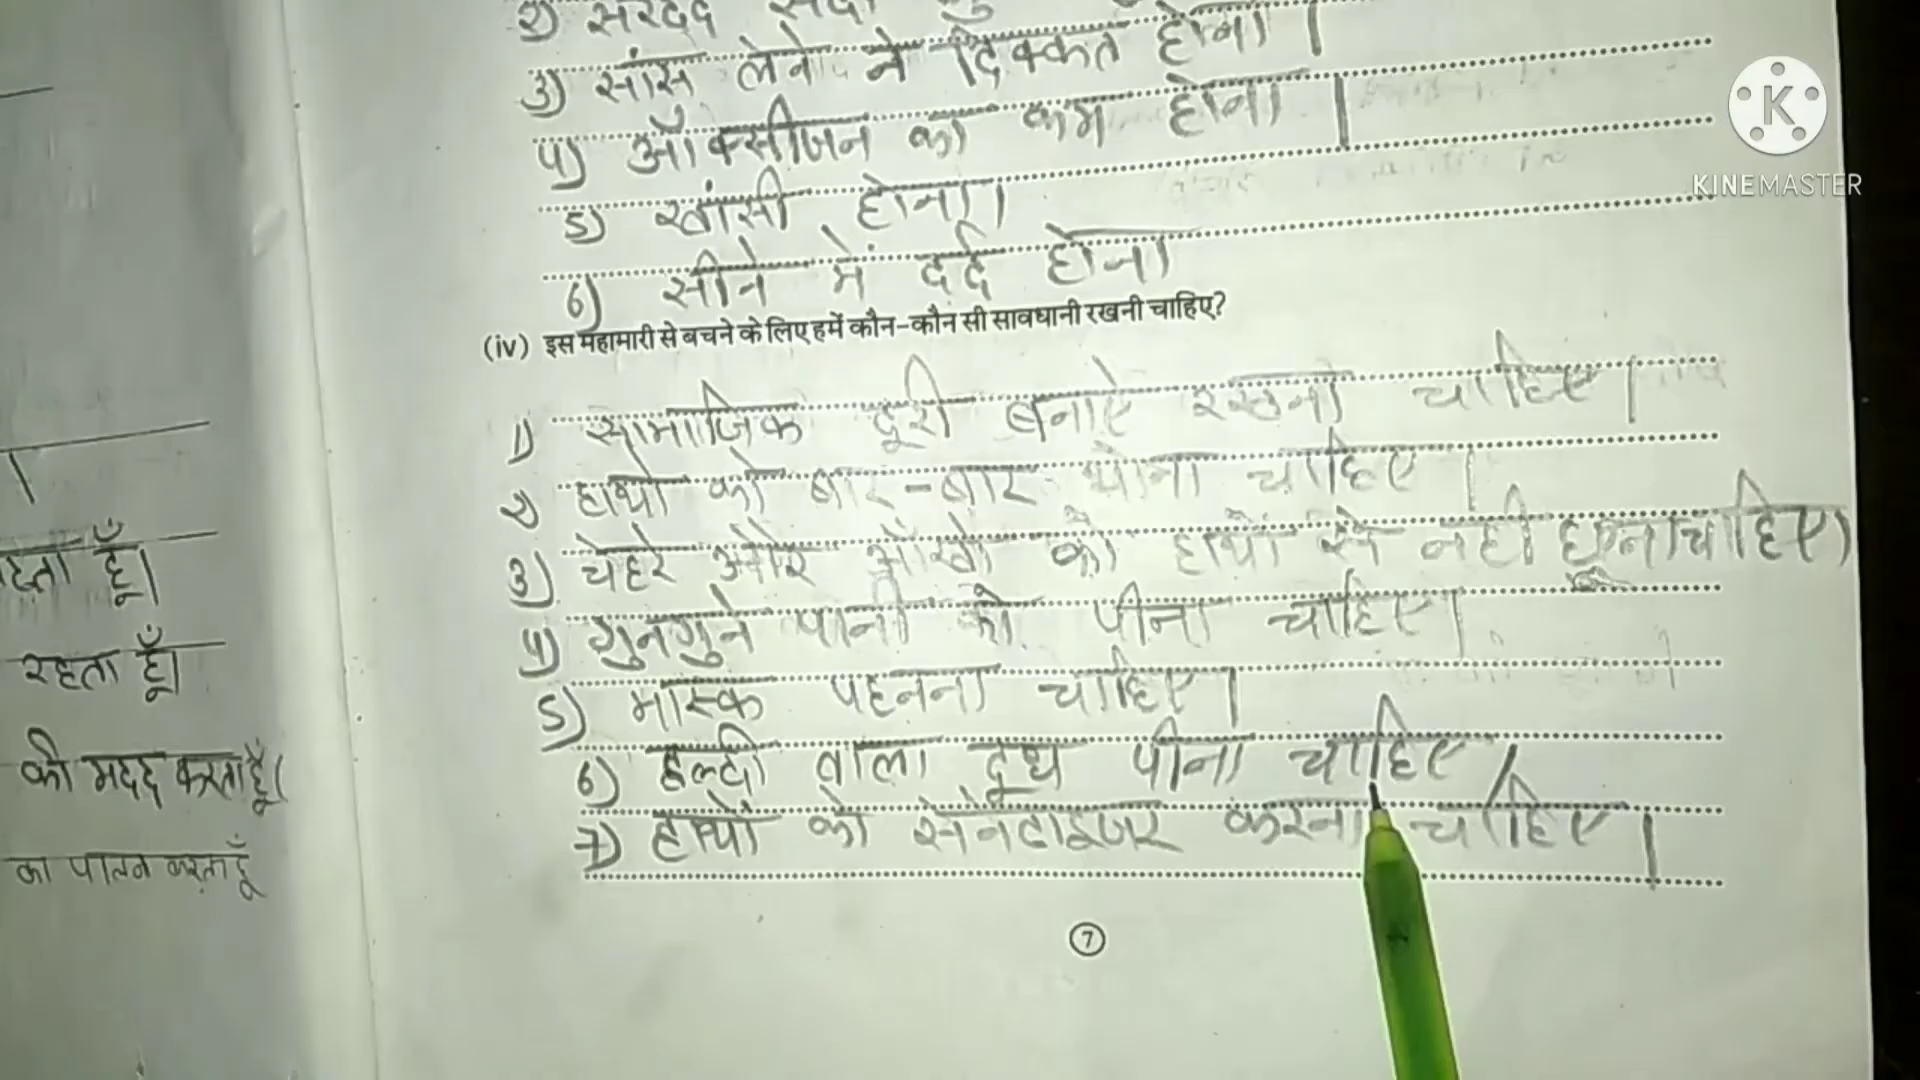 2) सरदर्द
3) सांस लेने ने दिक्कत होना।
4) ऑक्सीजन का कम होना।
5) खांसी होना।
6) सीने में दर्द होना
(iv) इस महामारी से बचने के लिए हमें कौन-कौन सी सावधानी रखनी चाहिए?
1) सामाजिक दूरी बनाऐ रखना चाहिए।
2) हाथो को बार-बार धोना चाहिए।
3) चेहरे और आँखो को हाथों से नही छूना चाहिए।
4) गुनगुने पानी को पीना चाहिए।
5) मास्क पहनना चाहिए।
6) हल्दी वाला दूध पीना चाहिए।
7) हाथो को सेनेटाइजर करना चाहिए।
7
हूँ।
रहता हूँ।
की मदद करता हूँ।
का पालन करता हूँ
K
KINEMASTER